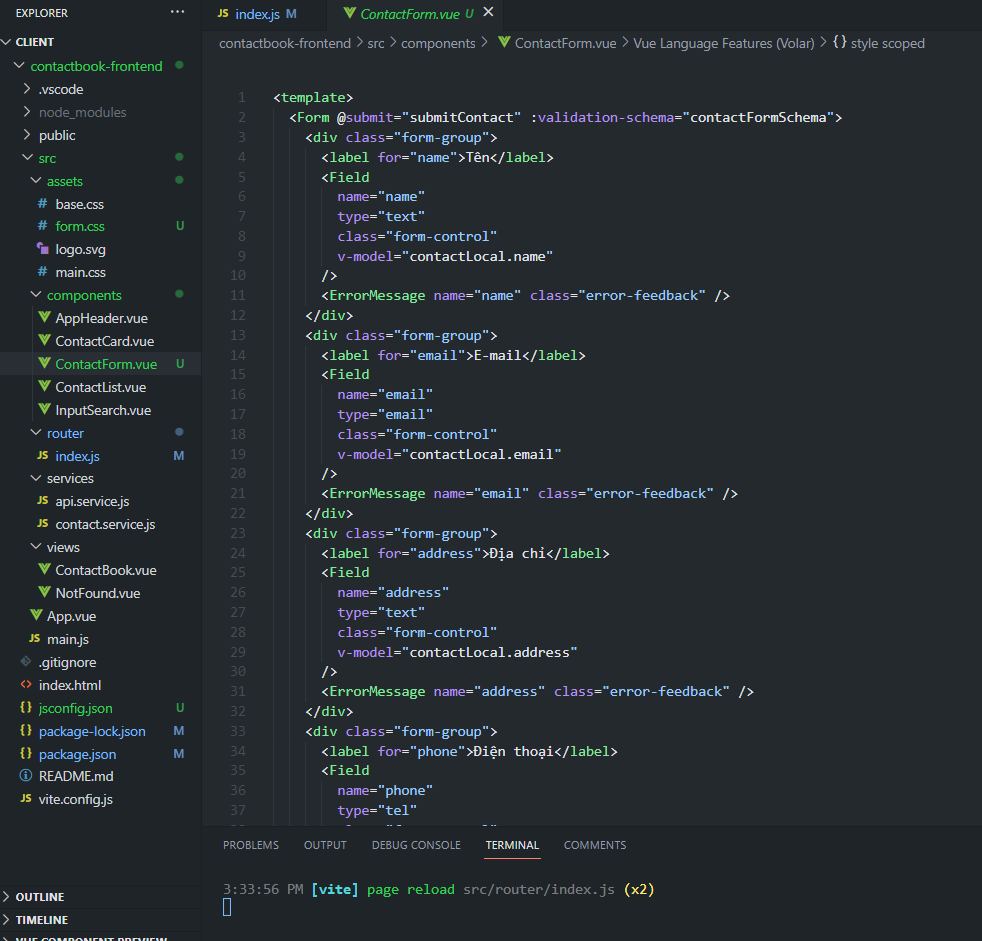 EXPLORER
···
CLIENT
contactbook-frontend
.vscode
node_modules
public
src
assets
# base.css
# form.css U
logo.svg
# main.css
components
AppHeader.vue
ContactCard.vue
ContactForm.vue U
ContactList.vue
InputSearch.vue
router
JS index.js M
services
JS api.service.js
JS contact.service.js
views
ContactBook.vue
NotFound.vue
App.vue
JS main.js
.gitignore
<> index.html
{} jsconfig.json U
{} package-lock.json M
{} package.json M
README.md
JS vite.config.js
OUTLINE
TIMELINE
VUE COMPONENT PREVIEW
JS index.js M
ContactForm.vue U
contactbook-frontend > src > components > ContactForm.vue > Vue Language Features (Volar) > {} style scoped
1 <template>
2 <Form @submit="submitContact" :validation-schema="contactFormSchema">
3 <div class="form-group">
4 <label for="name">Tên</label>
5 <Field
6 name="name"
7 type="text"
8 class="form-control"
9 v-model="contactLocal.name"
10 />
11 <ErrorMessage name="name" class="error-feedback" />
12 </div>
13 <div class="form-group">
14 <label for="email">E-mail</label>
15 <Field
16 name="email"
17 type="email"
18 class="form-control"
19 v-model="contactLocal.email"
20 />
21 <ErrorMessage name="email" class="error-feedback" />
22 </div>
23 <div class="form-group">
24 <label for="address">Địa chỉ</label>
25 <Field
26 name="address"
27 type="text"
28 class="form-control"
29 v-model="contactLocal.address"
30 />
31 <ErrorMessage name="address" class="error-feedback" />
32 </div>
33 <div class="form-group">
34 <label for="phone">Điện thoại</label>
35 <Field
36 name="phone"
37 type="tel"
PROBLEMS OUTPUT DEBUG CONSOLE TERMINAL COMMENTS
3:33:56 PM [vite] page reload src/router/index.js (x2)